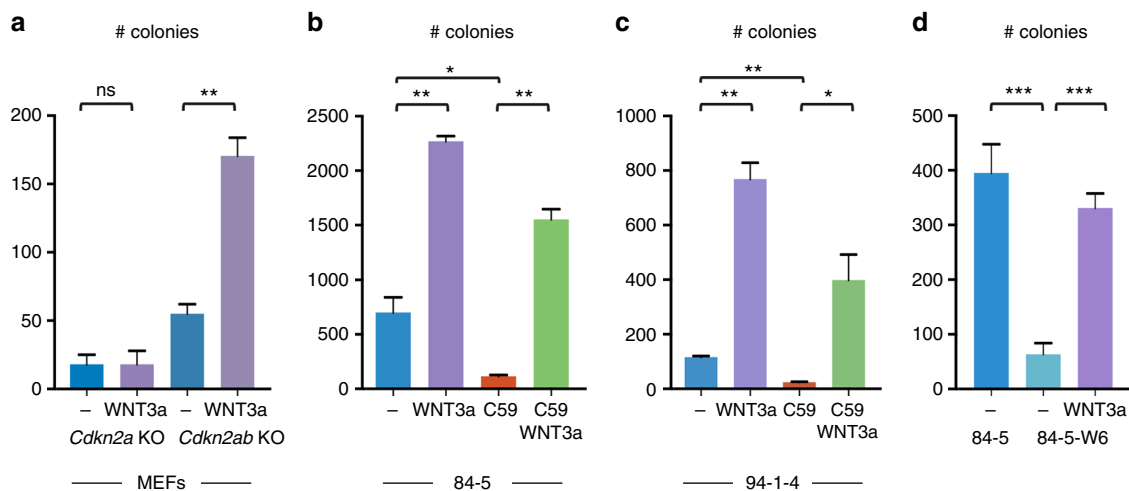 a
# colonies
ns
**
200
150
100
50
0
– WNT3a – WNT3a
Cdkn2a KO Cdkn2ab KO
MEFs
b
# colonies
*
** **
2500
2000
1500
1000
500
0
– WNT3a C59 C59
WNT3a
84-5
c
# colonies
**
** *
1000
800
600
400
200
0
– WNT3a C59 C59
WNT3a
94-1-4
d
# colonies
*** ***
500
400
300
200
100
0
– – WNT3a
84-5 84-5-W6